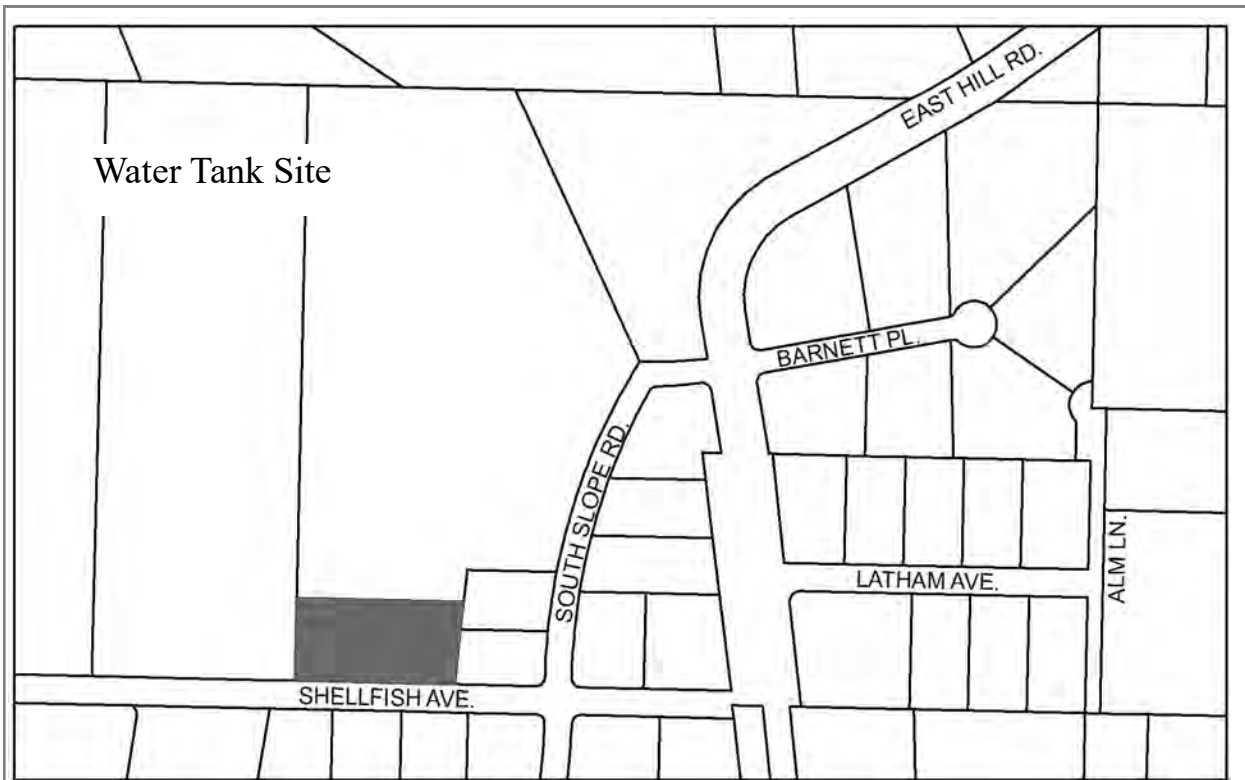 EAST HILL RD.
Water Tank Site
BARNETT PL.
SOUTH SLOPE RD.
ALM LN.
LATHAM AVE.
SHELLFISH AVE.